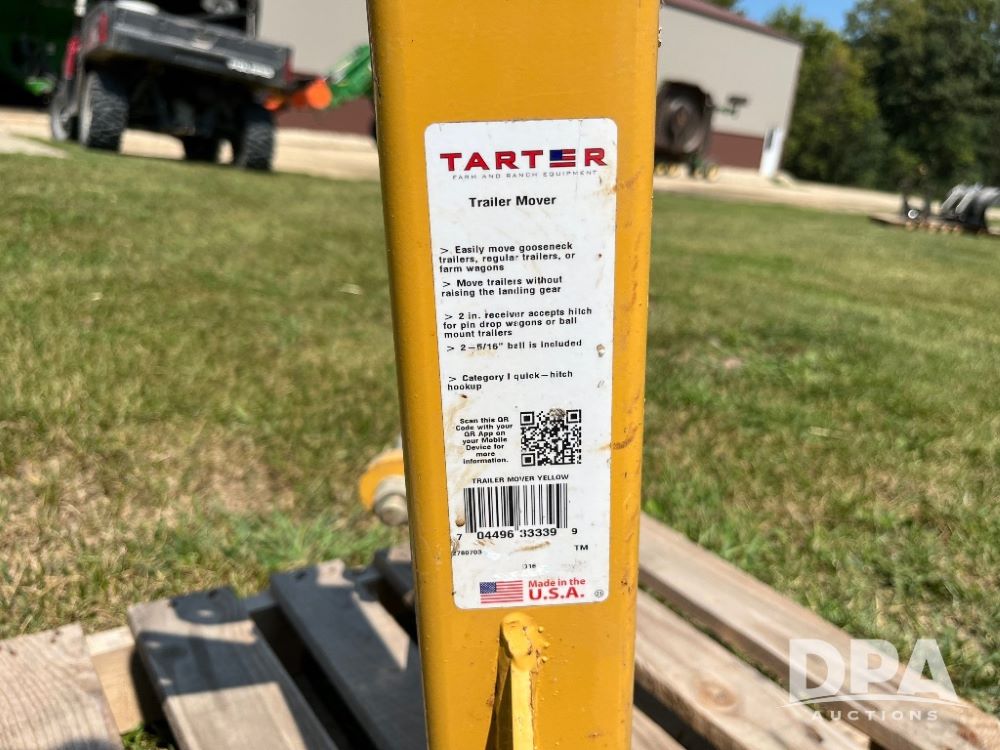 TARTER
FARM AND RANCH EQUIPMENT
Trailer Mover
> Easily move gooseneck
trailers, regular trailers, or
farm wagons
> Move trailers without
raising the landing gear
> 2 in. receiver accepts hitch
for pin drop wagons or ball
mount trailers
> 2-5/16" ball is included
> Category I quick-hitch
hookup
Scan this QR
Code with your
QR App on
your Mobile
Device for
more
information.
TRAILER MOVER YELLOW
7 04496 33339 9
TM
Made in the
U.S.A.
DPA
AUCTIONS